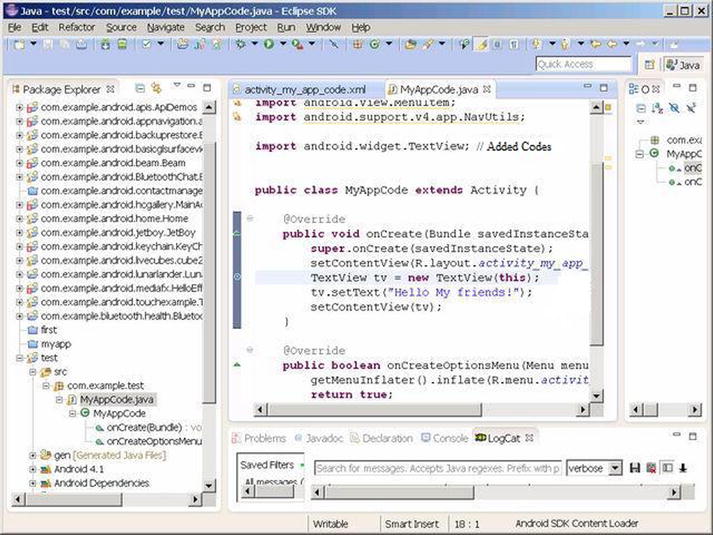 Java - test/src/com/example/test/MyAppCode.java - Eclipse SDK
File Edit Refactor Source Navigate Search Project Run Window Help
Quick Access
Java
Package Explorer
com.example.android.apis.ApiDemos
com.example.android.appnavigation.a
com.example.android.backuprestore.B
com.example.android.basicglsurfacevi
com.example.android.beam.Beam
com.example.android.BluetoothChat.B
com.example.android.contactmanage
com.example.android.hcgallery.MainAc
com.example.android.home.Home
com.example.android.jetboy.JetBoy
com.example.android.keychain.KeyCh
com.example.android.livecubes.cube2
com.example.android.lunarlander.Luna
com.example.android.mediafx.HelloEff
com.example.android.touchexample.T
com.example.bluetooth.health.Bluetoo
first
myapp
test
src
com.example.test
MyAppCode.java
MyAppCode
onCreate(Bundle) : vo
onCreateOptionsMenu
gen [Generated Java Files]
Android 4.1
Android Dependencies
activity_my_app_code.xml
MyAppCode.java
import android.view.MenuItem;
import android.support.v4.app.NavUtils;
import android.widget.TextView; // Added Codes
public class MyAppCode extends Activity {
@Override
public void onCreate(Bundle savedInstanceSta
super.onCreate(savedInstanceState);
setContentView(R.layout.activity_my_app_
TextView tv = new TextView(this);
tv.setText("Hello My friends!");
setContentView(tv);
}
@Override
public boolean onCreateOptionsMenu(Menu menu
getMenuInflater().inflate(R.menu.activit
return true;
O
com.exa
MyAppC
onC
onC
Problems Javadoc Declaration Console LogCat
Saved Filters
All messages (
Search for messages. Accepts Java regexes. Prefix with p
verbose
Writable
Smart Insert
18 : 1
Android SDK Content Loader